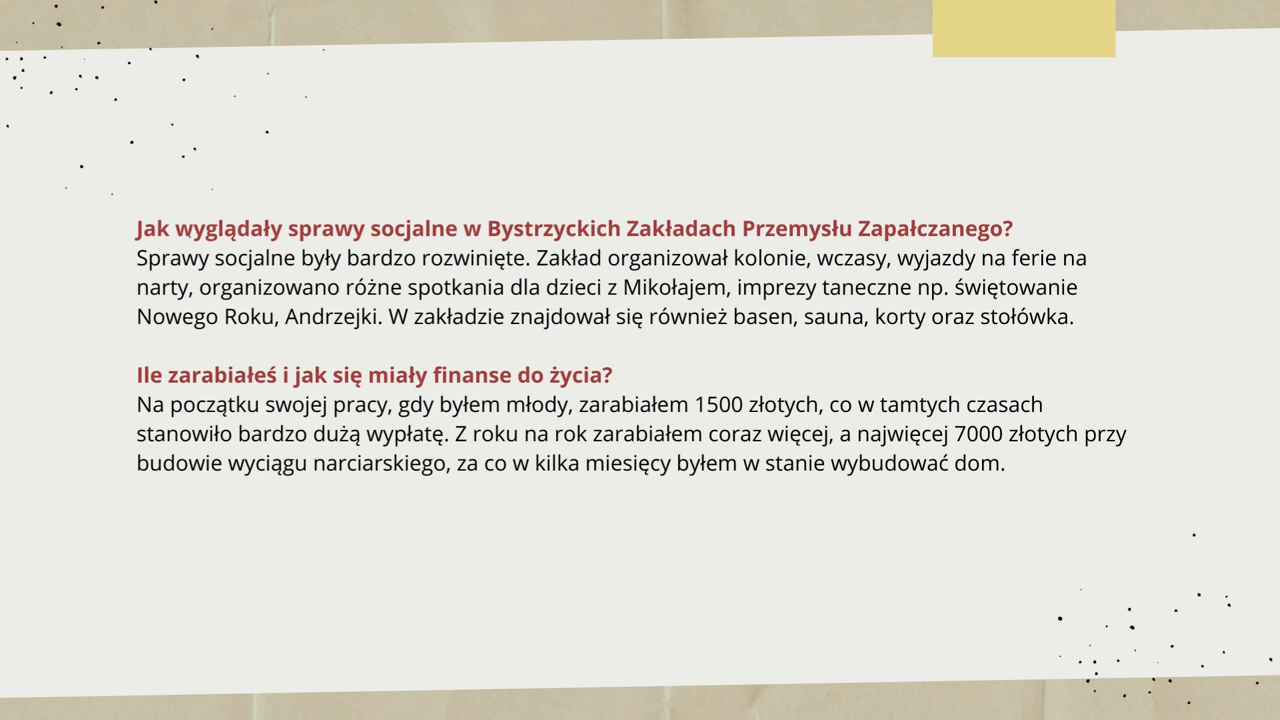 Jak wyglądały sprawy socjalne w Bystrzyckich Zakładach Przemysłu Zapałczanego?
Sprawy socjalne były bardzo rozwinięte. Zakład organizował kolonie, wczasy, wyjazdy na ferie na
narty, organizowano różne spotkania dla dzieci z Mikołajem, imprezy taneczne np. świętowanie
Nowego Roku, Andrzejki. W zakładzie znajdował się również basen, sauna, korty oraz stołówka.
Ile zarabiałeś i jak się miały finanse do życia?
Na początku swojej pracy, gdy byłem młody, zarabiałem 1500 złotych, co w tamtych czasach
stanowiło bardzo dużą wypłatę. Z roku na rok zarabiałem coraz więcej, a najwięcej 7000 złotych przy
budowie wyciągu narciarskiego, za co w kilka miesięcy byłem w stanie wybudować dom.